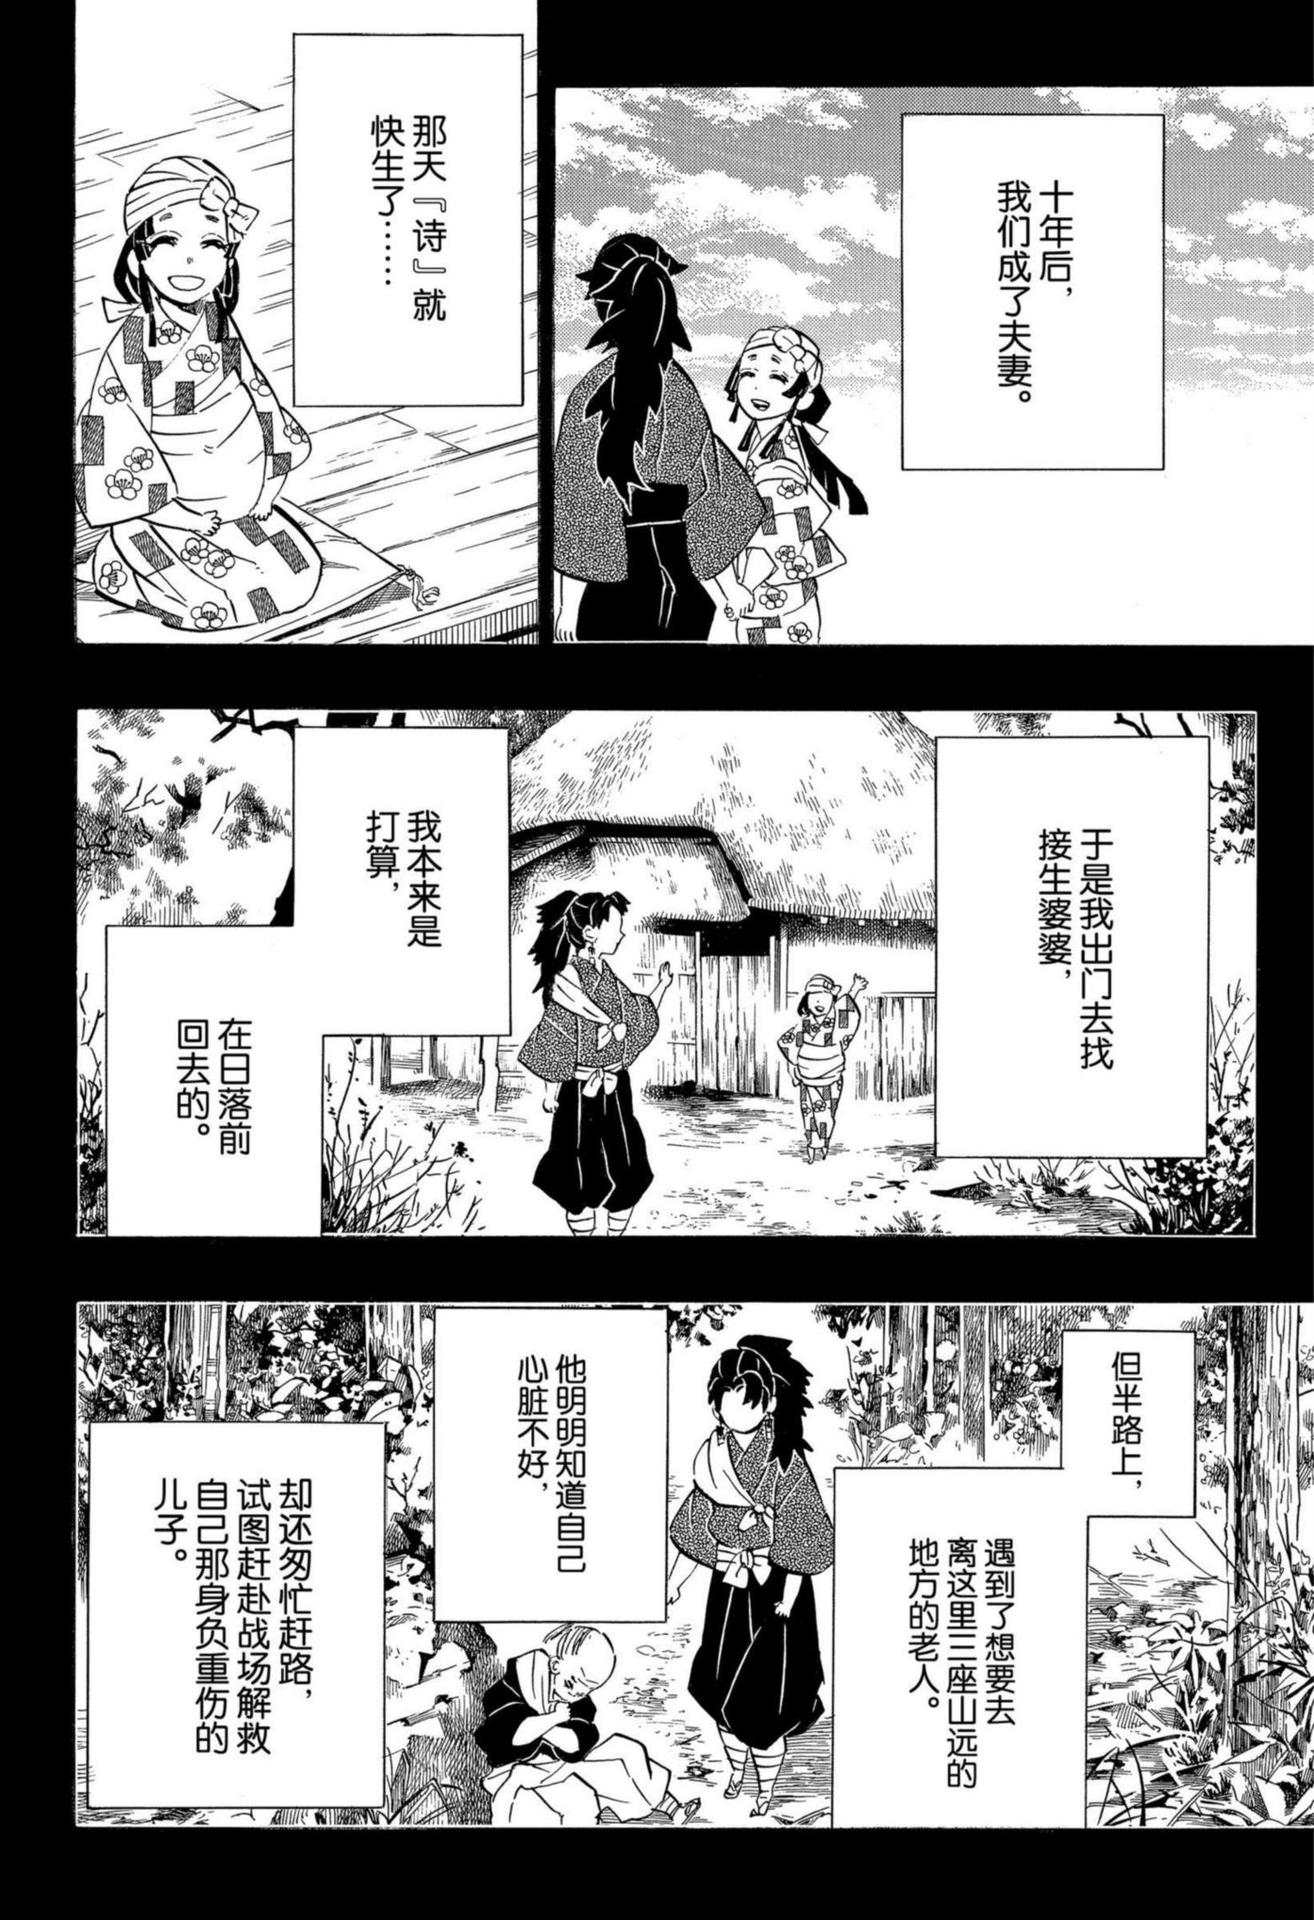 十年后，
我们成了夫妻。
那天『诗』就
快生了……
于是我出门去找
接生婆婆，
我本来是
打算，
在日落前
回去的。
但半路上，
遇到了想要去
离这里三座山远的
地方的老人。
他明明知道自己
心脏不好，
却还匆忙赶路，
试图赶赴战场解救
自己那身负重伤的
儿子。